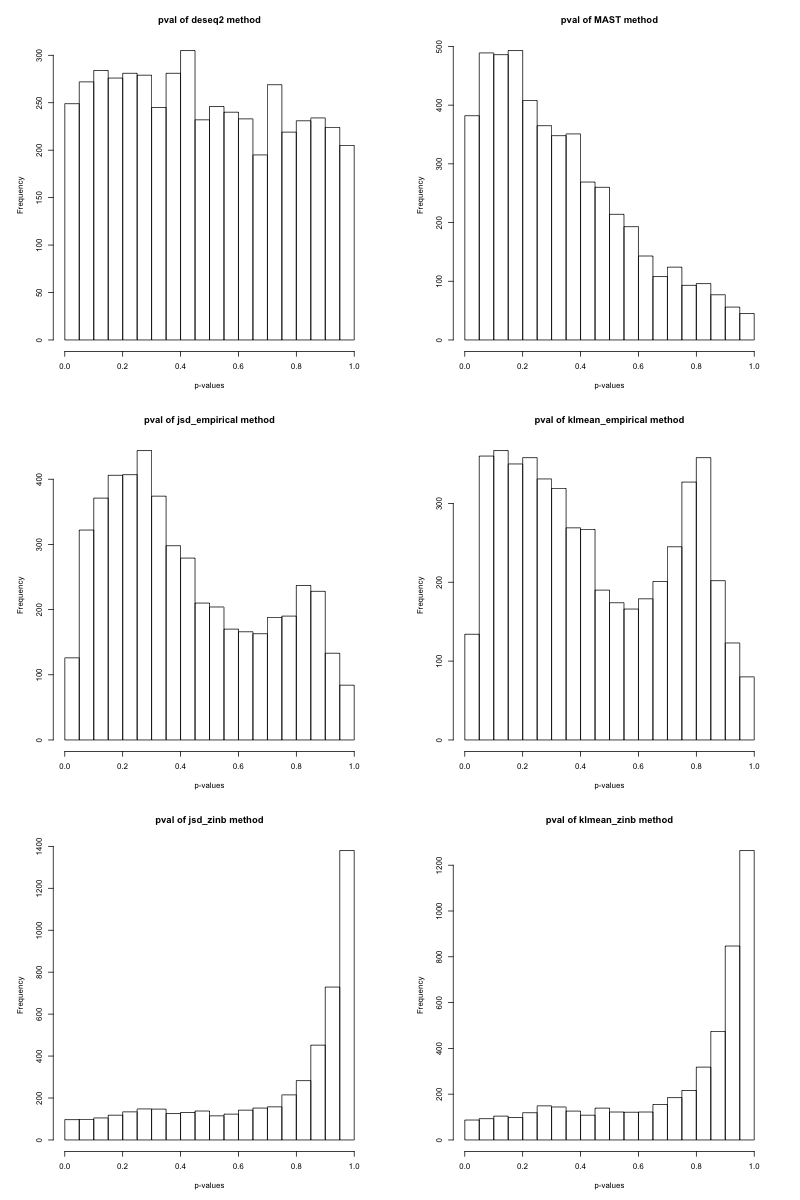 pval of deseq2 method
Frequency
0
50
100
150
200
250
300
0.0 0.2 0.4 0.6 0.8 1.0
p-values
pval of MAST method
Frequency
0
100
200
300
400
500
0.0 0.2 0.4 0.6 0.8 1.0
p-values
pval of jsd_empirical method
Frequency
0
100
200
300
400
0.0 0.2 0.4 0.6 0.8 1.0
p-values
pval of klmean_empirical method
Frequency
0
100
200
300
0.0 0.2 0.4 0.6 0.8 1.0
p-values
pval of jsd_zinb method
Frequency
0
200
400
600
800
1000
1200
1400
0.0 0.2 0.4 0.6 0.8 1.0
p-values
pval of klmean_zinb method
Frequency
0
200
400
600
800
1000
1200
0.0 0.2 0.4 0.6 0.8 1.0
p-values